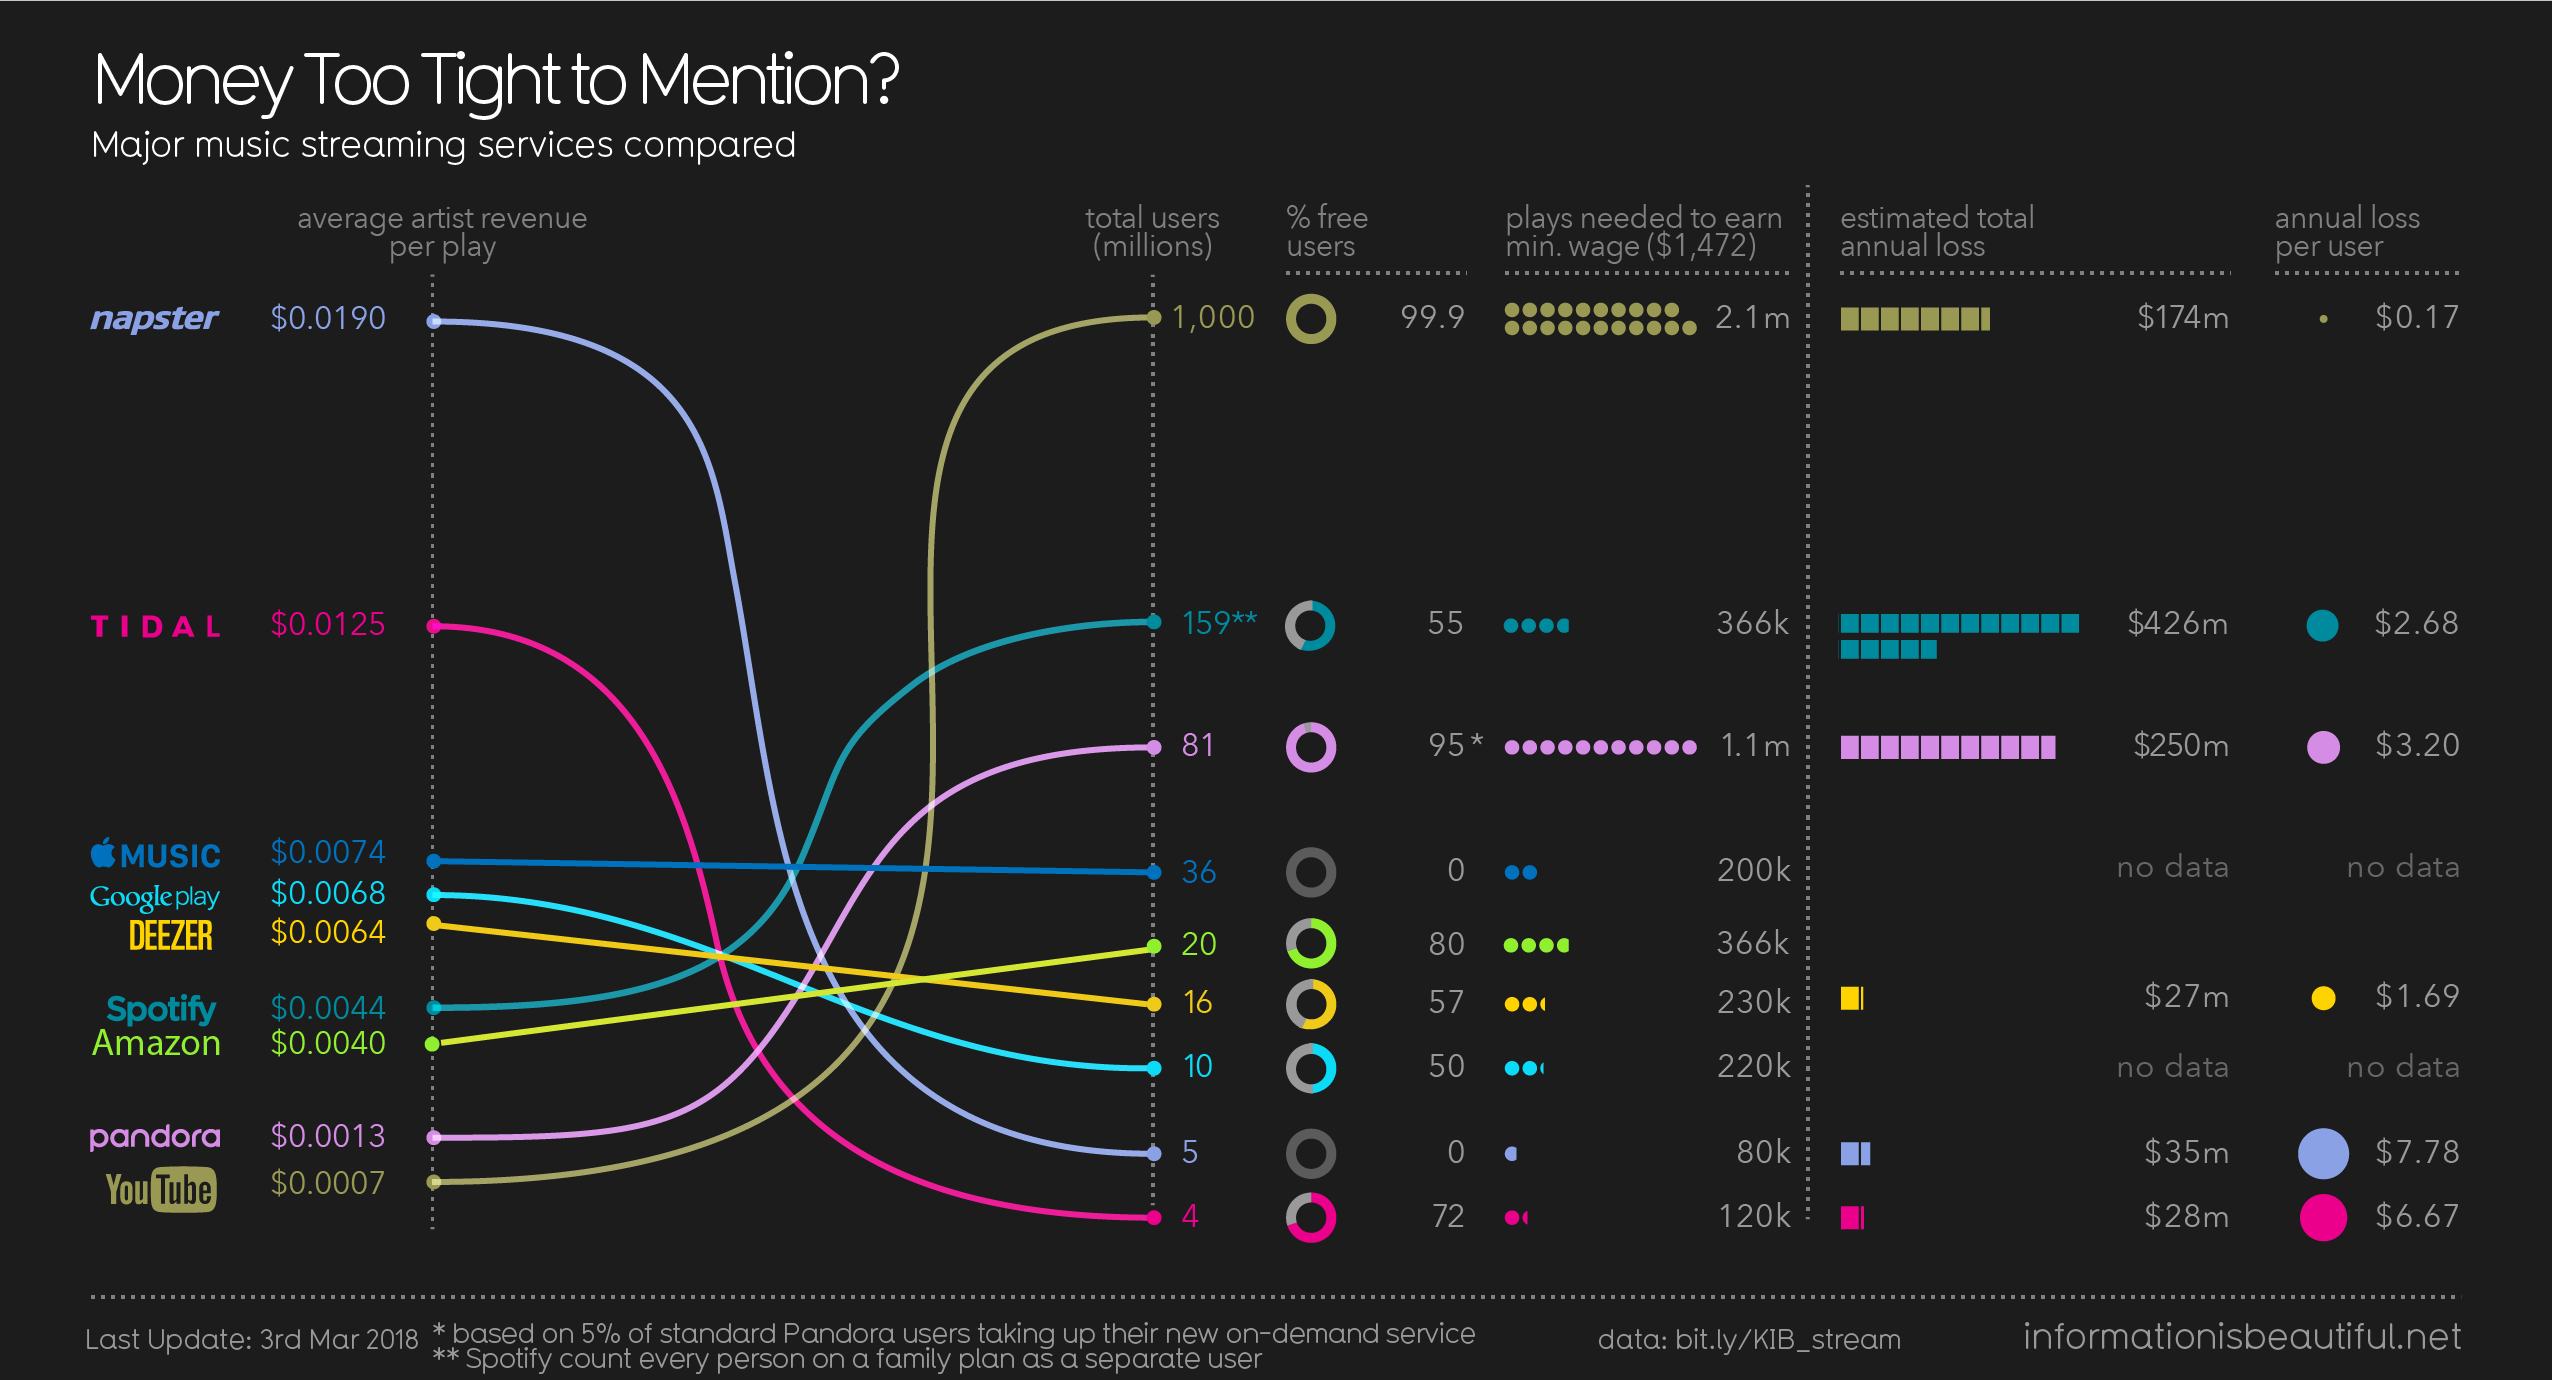 Money Too Tight to Mention?
Major music streaming services compared
average artist revenue
per play
total users
(millions)
% free
users
plays needed to earn
min. wage ($1,472)
estimated total
annual loss
annual loss
per user
napster $0.0190
1,000 99.9 2.1m $174m $0.17
TIDAL $0.0125
159** 55 366k $426m $2.68
81 95* 1.1m $250m $3.20
MUSIC $0.0074
36 0 200k no data no data
Google play $0.0068
DEEZER $0.0064
20 80 366k
16 57 230k $27m $1.69
Spotify $0.0044
Amazon $0.0040
10 50 220k no data no data
pandora $0.0013
5 0 80k $35m $7.78
YouTube $0.0007
4 72 120k $28m $6.67
Last Update: 3rd Mar 2018
* based on 5% of standard Pandora users taking up their new on-demand service
** Spotify count every person on a family plan as a separate user
data: bit.ly/KIB_stream
informationisbeautiful.net